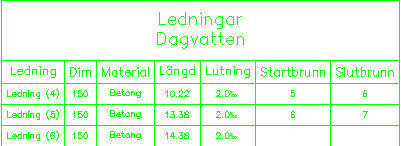 Ledningar
Dagvatten
Ledning Dim Material Längd Lutning Startbrunn Slutbrunn
Ledning (4) 150 Betong 10.22 2.0‰ 5 6
Ledning (5) 150 Betong 13.38 2.0‰ 6 7
Ledning (6) 150 Betong 14.38 2.0‰